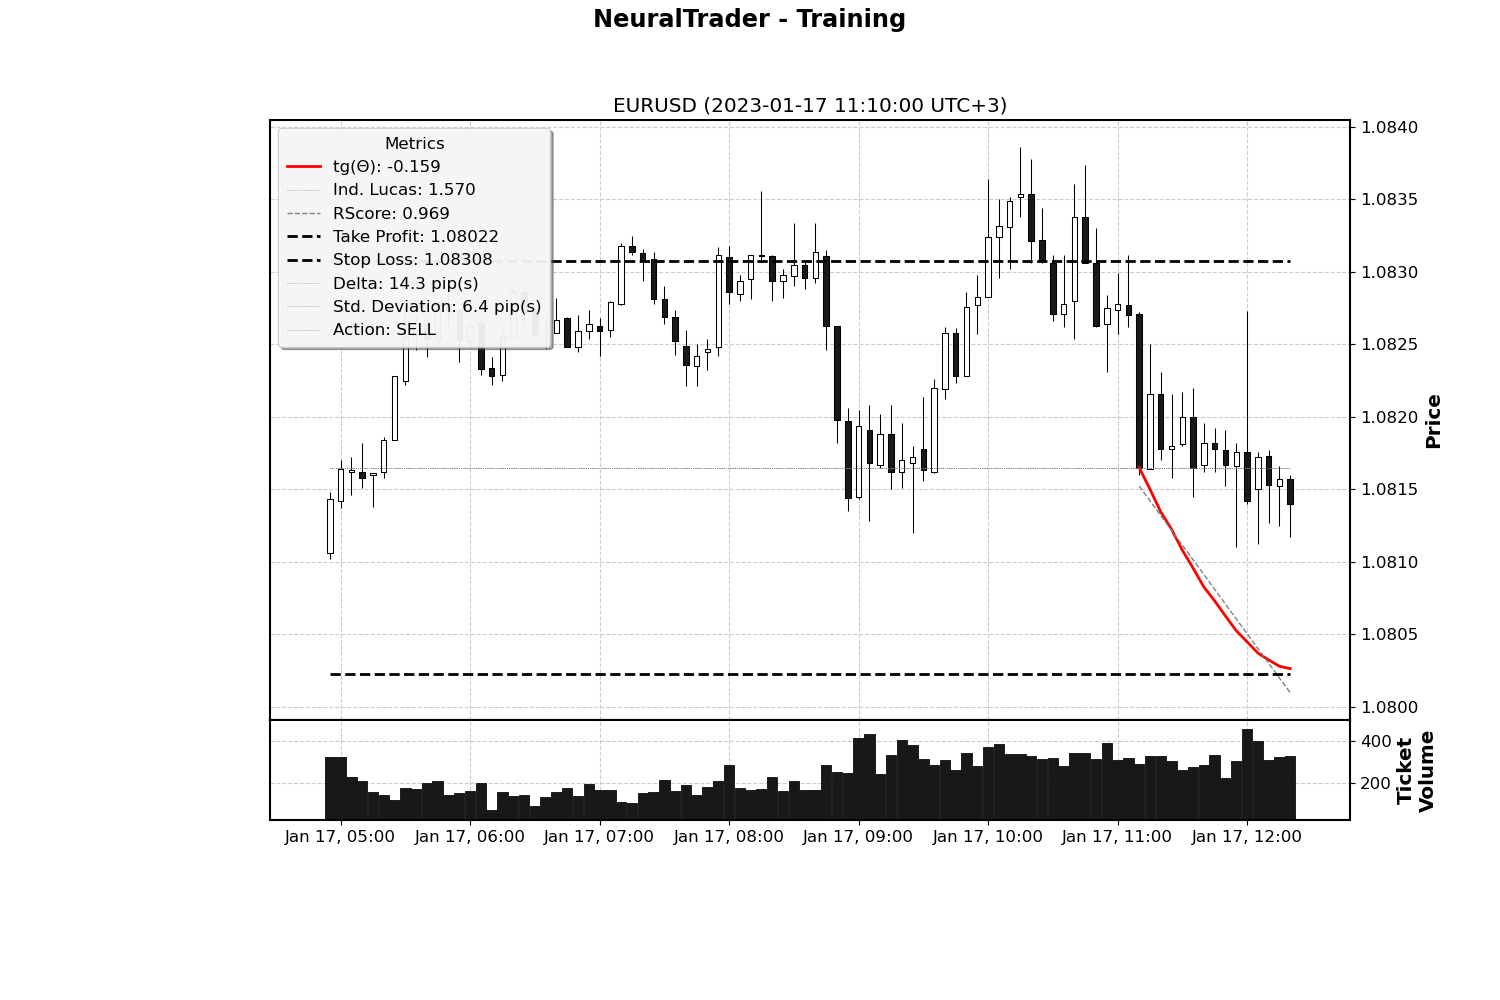 NeuralTrader - Training
EURUSD (2023-01-17 11:10:00 UTC+3)
Metrics
tg(Θ): -0.159
Ind. Lucas: 1.570
RScore: 0.969
Take Profit: 1.08022
Stop Loss: 1.08308
Delta: 14.3 pip(s)
Std. Deviation: 6.4 pip(s)
Action: SELL
1.0840
1.0835
1.0830
1.0825
1.0820
1.0815
1.0810
1.0805
1.0800
Price
400
200
Ticket
Volume
Jan 17, 05:00
Jan 17, 06:00
Jan 17, 07:00
Jan 17, 08:00
Jan 17, 09:00
Jan 17, 10:00
Jan 17, 11:00
Jan 17, 12:00